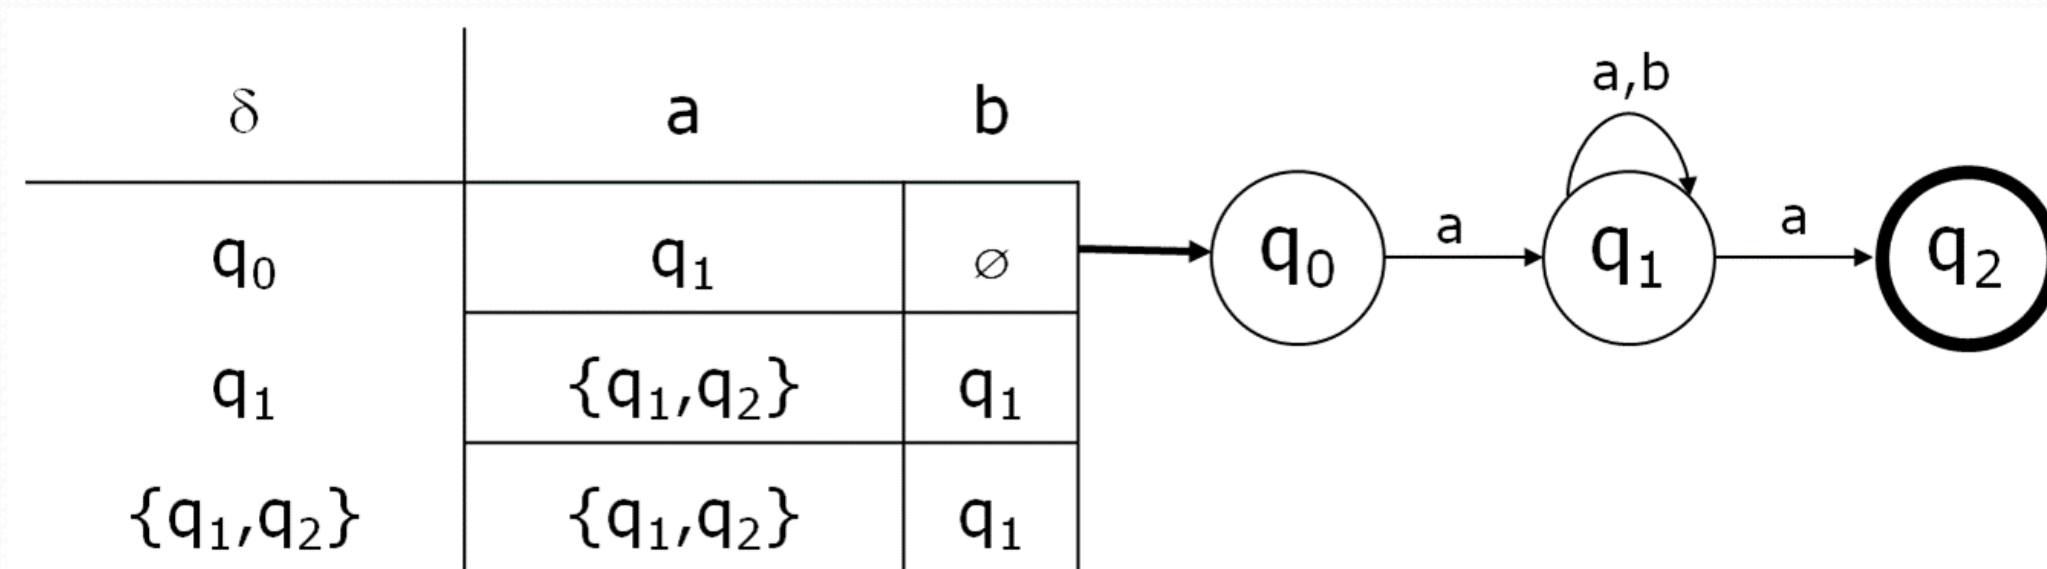 δ a b
q₀ q₁ ∅
q₁ {q₁,q₂} q₁
{q₁,q₂} {q₁,q₂} q₁
a,b
q₀ a q₁ a q₂